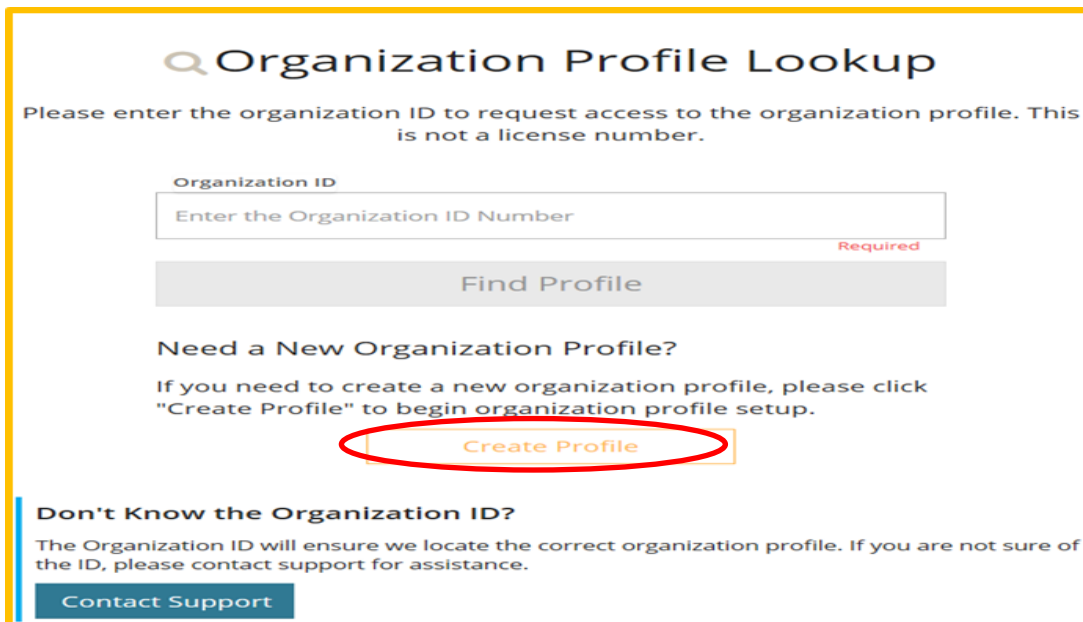 Organization Profile Lookup
Please enter the organization ID to request access to the organization profile. This
is not a license number.
Organization ID
Enter the Organization ID Number
Required
Find Profile
Need a New Organization Profile?
If you need to create a new organization profile, please click
"Create Profile" to begin organization profile setup.
Create Profile
Don't Know the Organization ID?
The Organization ID will ensure we locate the correct organization profile. If you are not sure of
the ID, please contact support for assistance.
Contact Support